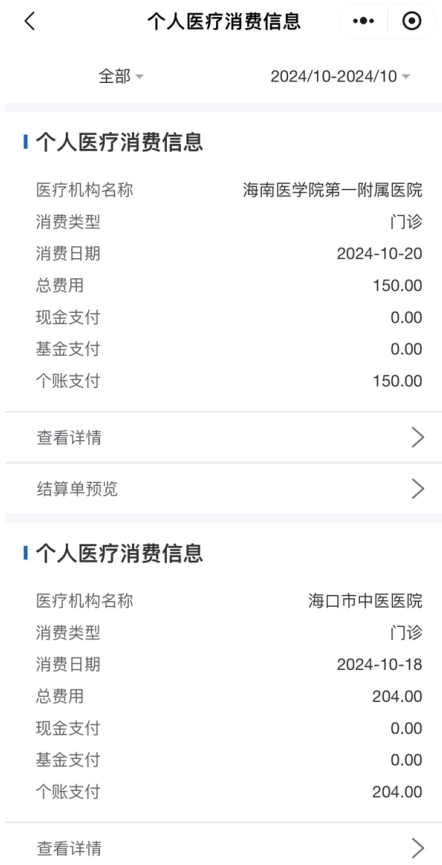 个人医疗消费信息
全部 2024/10-2024/10
个人医疗消费信息
医疗机构名称 海南医学院第一附属医院
消费类型 门诊
消费日期 2024-10-20
总费用 150.00
现金支付 0.00
基金支付 0.00
个账支付 150.00
查看详情
结算单预览
个人医疗消费信息
医疗机构名称 海口市中医医院
消费类型 门诊
消费日期 2024-10-18
总费用 204.00
现金支付 0.00
基金支付 0.00
个账支付 204.00
查看详情